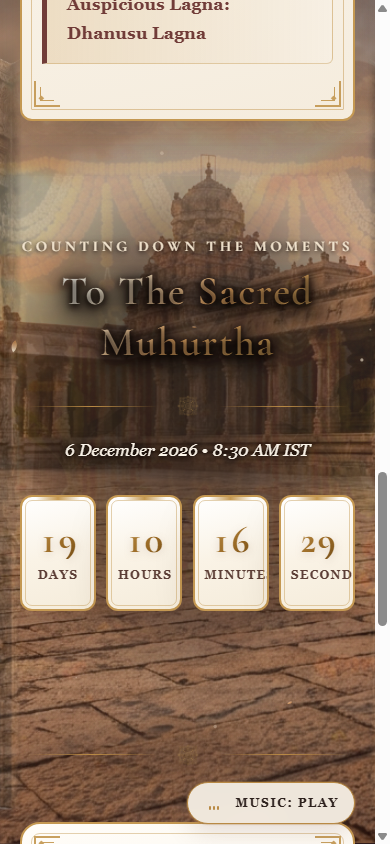 Auspicious Lagna:
Dhanusu Lagna
COUNTING DOWN THE MOMENTS
To The Sacred
Muhurtha
6 December 2026 • 8:30 AM IST
19 10 16 29
DAYS HOURS MINUTE SECOND
MUSIC: PLAY